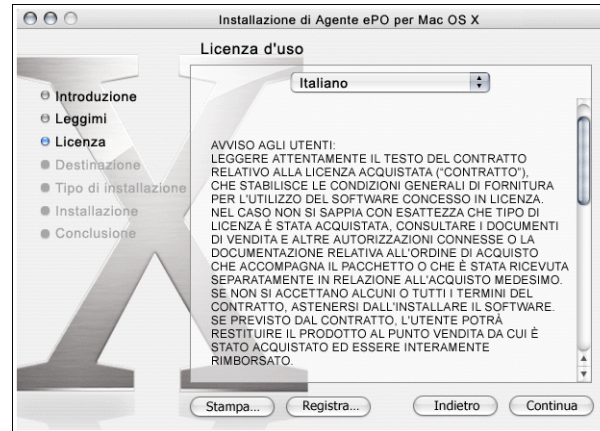 Installazione di Agente ePO per Mac OS X
Licenza d'uso
Italiano
Introduzione
Leggimi
Licenza
Destinazione
Tipo di installazione
Installazione
Conclusione
AVVISO AGLI UTENTI:
LEGGERE ATTENTAMENTE IL TESTO DEL CONTRATTO
RELATIVO ALLA LICENZA ACQUISTATA ("CONTRATTO"),
CHE STABILISCE LE CONDIZIONI GENERALI DI FORNITURA
PER L'UTILIZZO DEL SOFTWARE CONCESSO IN LICENZA.
NEL CASO NON SI SAPPIA CON ESATTEZZA CHE TIPO DI
LICENZA È STATA ACQUISTATA, CONSULTARE I DOCUMENTI
DI VENDITA E ALTRE AUTORIZZAZIONI CONNESSE O LA
DOCUMENTAZIONE RELATIVA ALL'ORDINE DI ACQUISTO
CHE ACCOMPAGNA IL PACCHETTO O CHE È STATA RICEVUTA
SEPARATAMENTE IN RELAZIONE ALL'ACQUISTO MEDESIMO.
SE NON SI ACCETTANO ALCUNI O TUTTI I TERMINI DEL
CONTRATTO, ASTENERSI DALL'INSTALLARE IL SOFTWARE.
SE PREVISTO DAL CONTRATTO, L'UTENTE POTRÀ
RESTITUIRE IL PRODOTTO AL PUNTO VENDITA DA CUI È
STATO ACQUISTATO ED ESSERE INTERAMENTE
RIMBORSATO.
Stampa...
Registra...
Indietro
Continua